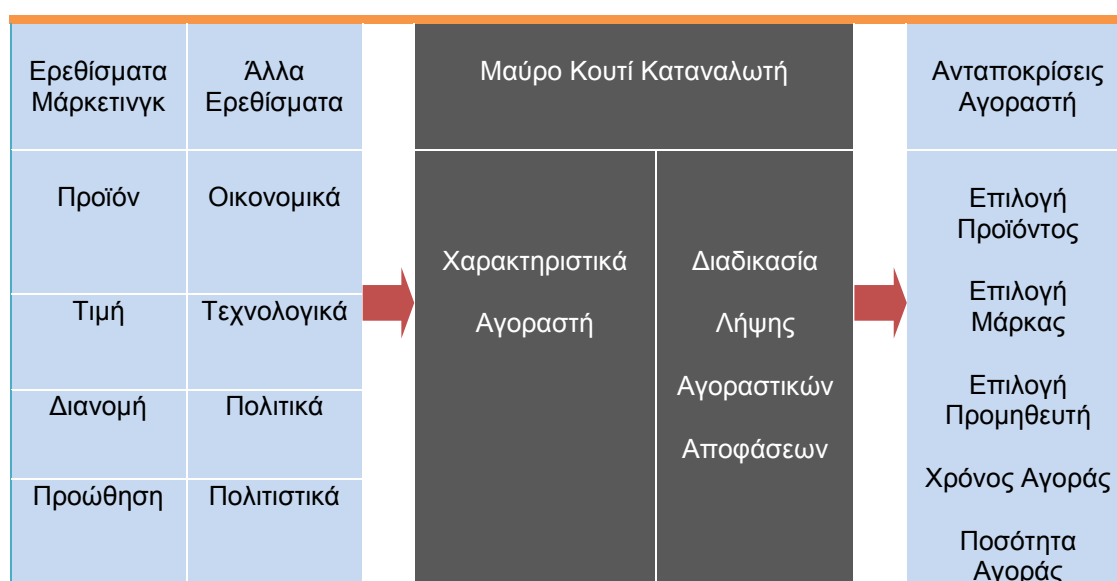 Ερεθίσματα
Μάρκετινγκ
Άλλα
Ερεθίσματα
Μαύρο Κουτί Καταναλωτή
Ανταποκρίσεις
Αγοραστή
Προϊόν
Οικονομικά
Τιμή
Τεχνολογικά
Διανομή
Πολιτικά
Προώθηση
Πολιτιστικά
Χαρακτηριστικά
Αγοραστή
Διαδικασία
Λήψης
Αγοραστικών
Αποφάσεων
Επιλογή
Προϊόντος
Επιλογή
Μάρκας
Επιλογή
Προμηθευτή
Χρόνος Αγοράς
Ποσότητα
Αγοράς